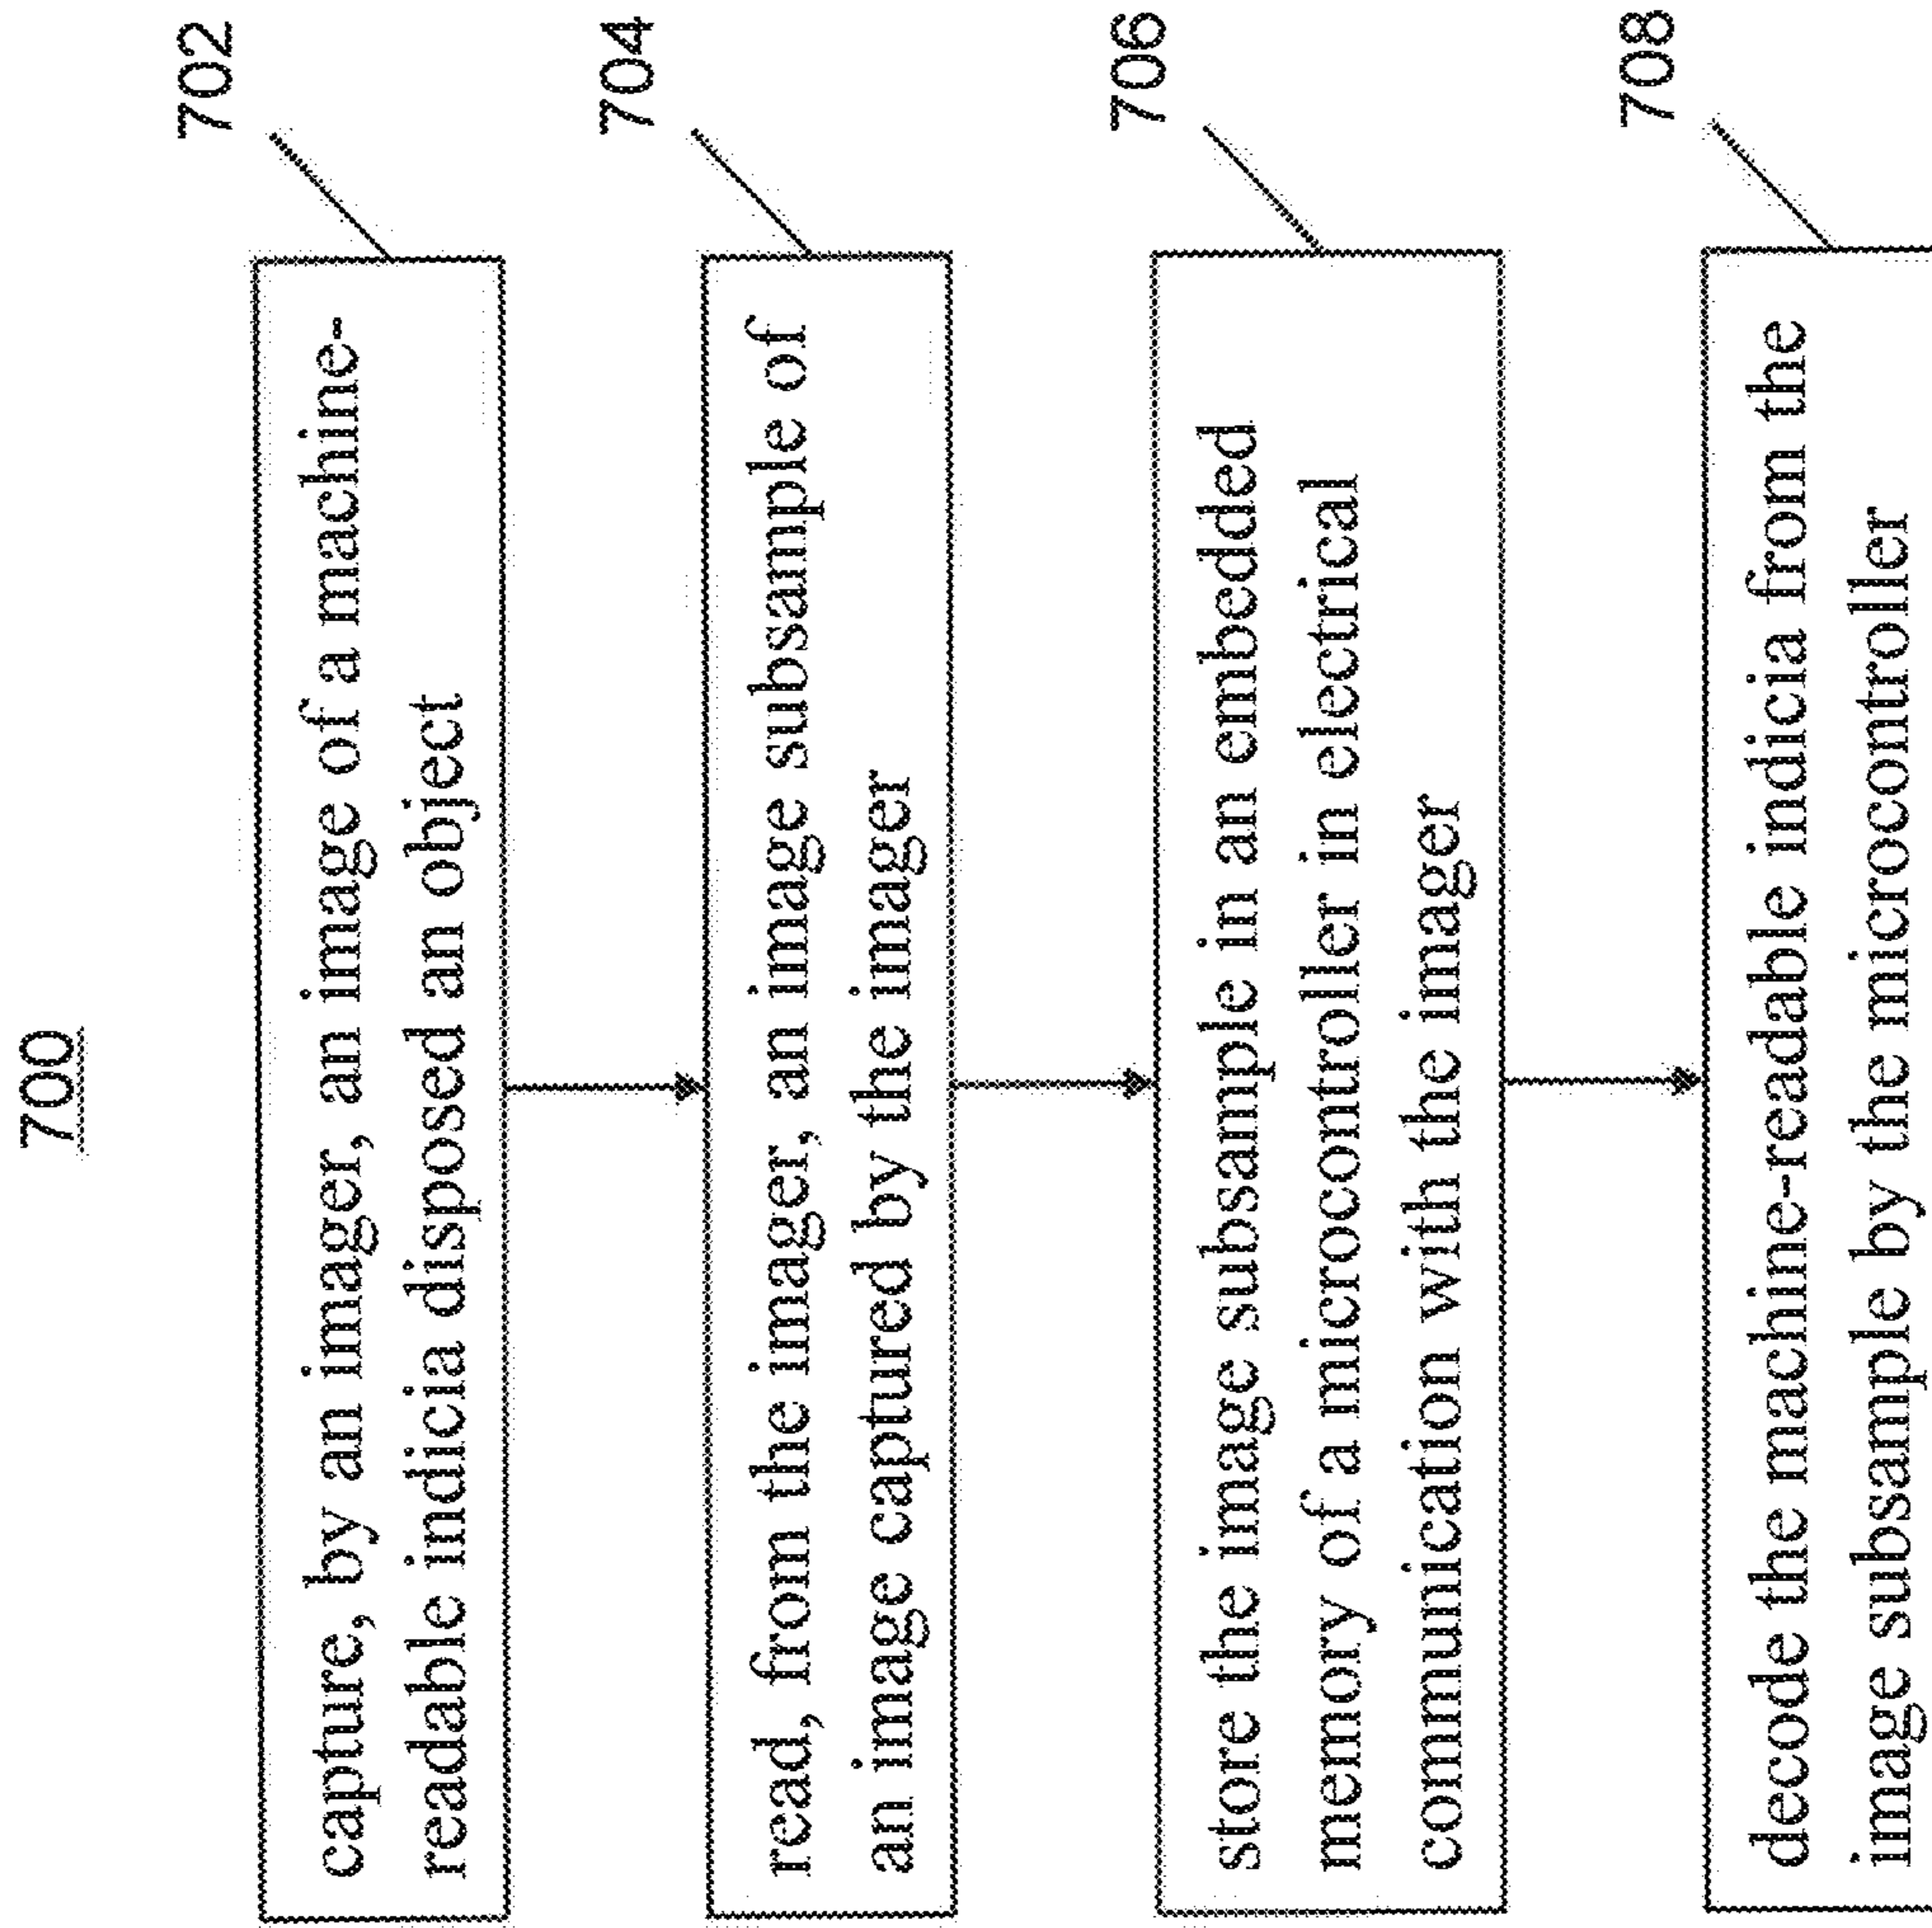 700
702
capture, by an imager, an image of a machine-
readable indicia disposed an object
704
read, from the imager, an image subsample of
an image captured by the imager
706
store the image subsample in an embedded
memory of a microcontroller in electrical
communication with the imager
708
decode the machine-readable indicia from the
image subsample by the microcontroller